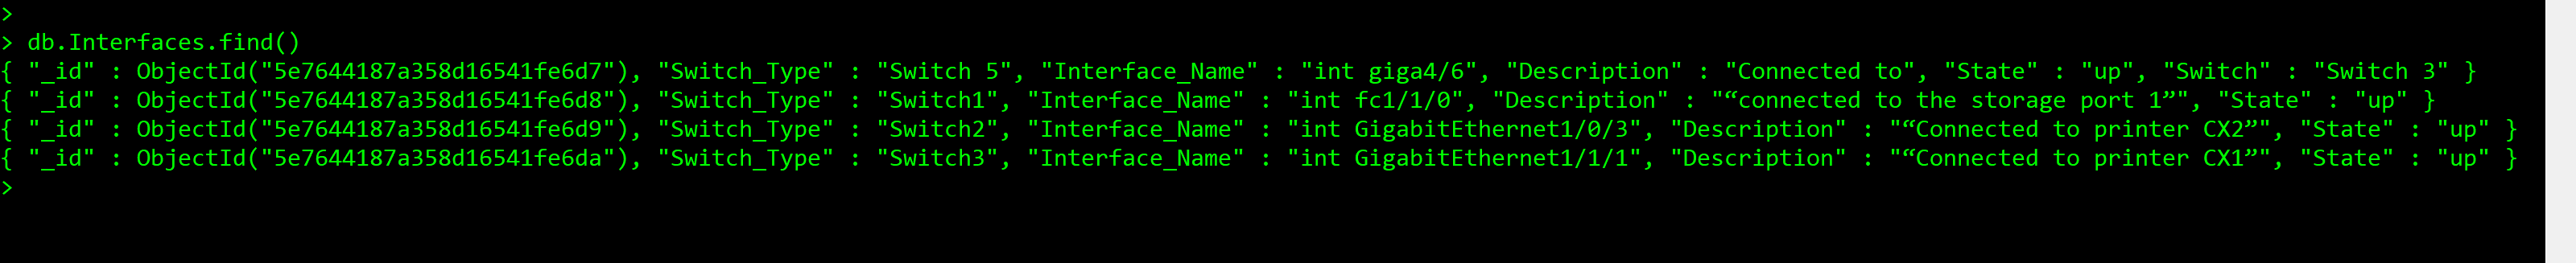 >
> db.Interfaces.find()
{ "_id" : ObjectId("5e7644187a358d16541fe6d7"), "Switch_Type" : "Switch 5", "Interface_Name" : "int giga4/6", "Description" : "Connected to", "State" : "up", "Switch" : "Switch 3" }
{ "_id" : ObjectId("5e7644187a358d16541fe6d8"), "Switch_Type" : "Switch1", "Interface_Name" : "int fc1/1/0", "Description" : "“connected to the storage port 1”", "State" : "up" }
{ "_id" : ObjectId("5e7644187a358d16541fe6d9"), "Switch_Type" : "Switch2", "Interface_Name" : "int GigabitEthernet1/0/3", "Description" : "“Connected to printer CX2”", "State" : "up" }
{ "_id" : ObjectId("5e7644187a358d16541fe6da"), "Switch_Type" : "Switch3", "Interface_Name" : "int GigabitEthernet1/1/1", "Description" : "“Connected to printer CX1”", "State" : "up" }
>